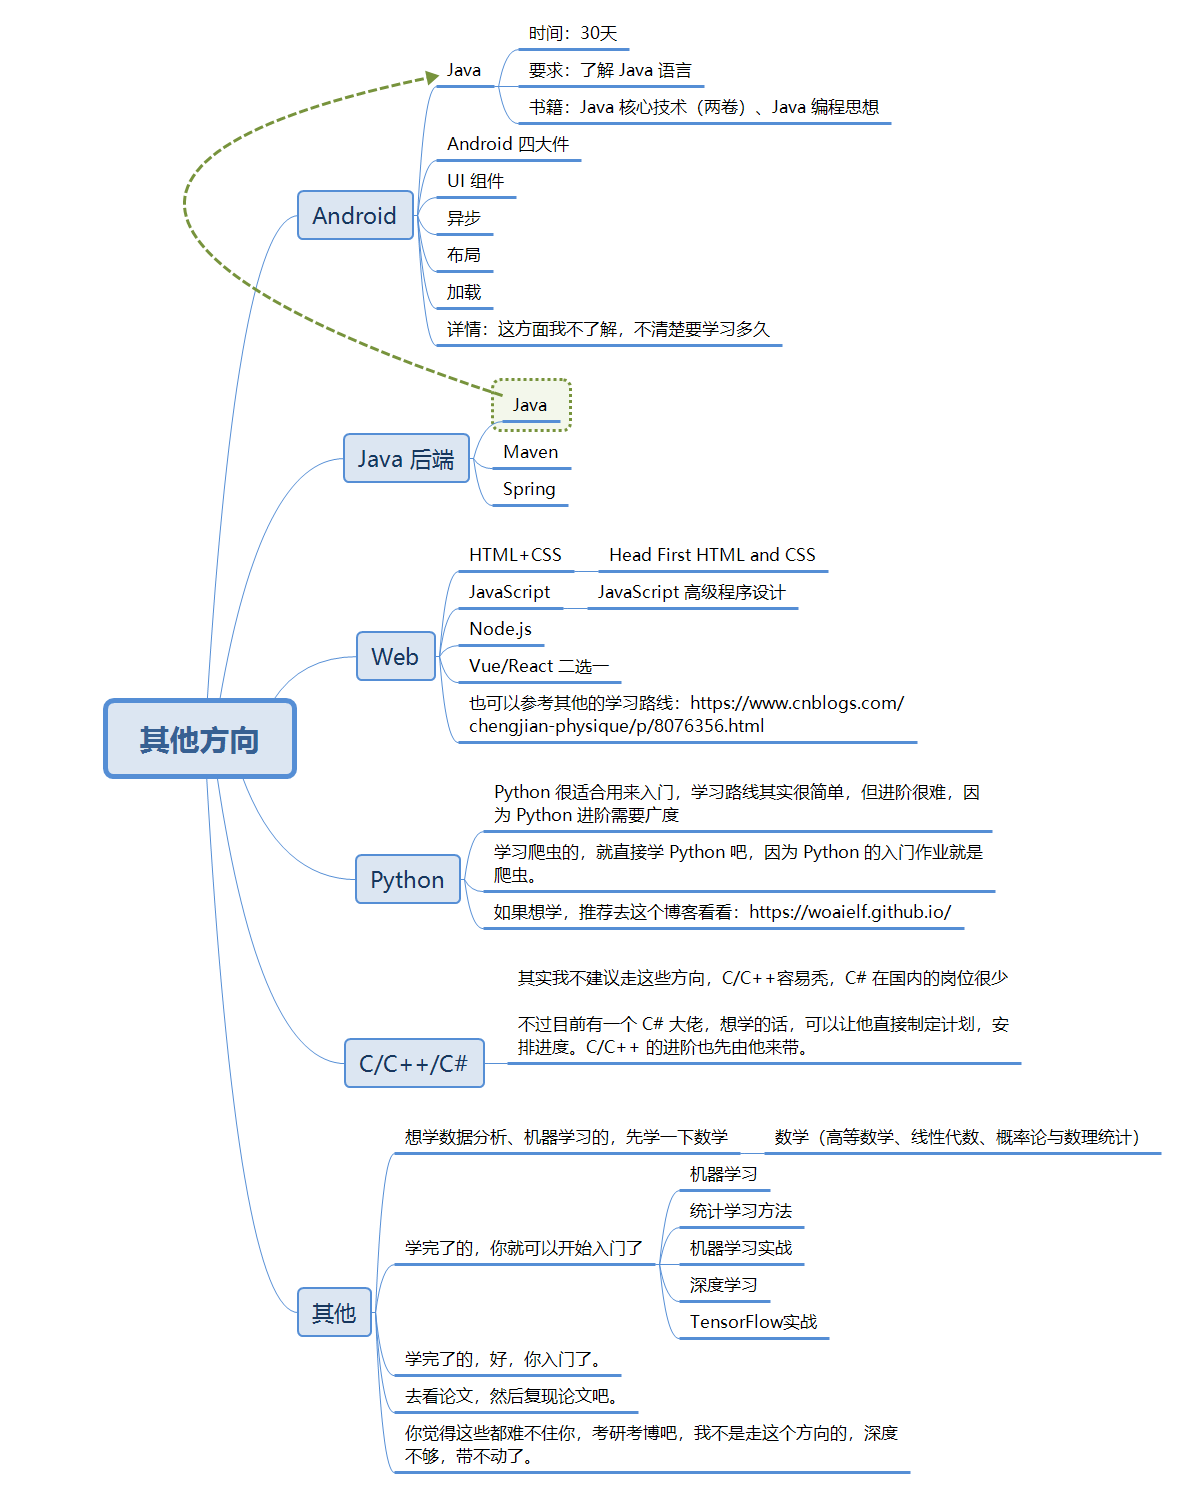 其他方向
Android
Java
时间：30天
要求：了解 Java 语言
书籍：Java 核心技术（两卷）、Java 编程思想
Android 四大件
UI 组件
异步
布局
加载
详情：这方面我不了解，不清楚要学习多久
Java 后端
Java
Maven
Spring
Web
HTML+CSS
Head First HTML and CSS
JavaScript
JavaScript 高级程序设计
Node.js
Vue/React 二选一
也可以参考其他的学习路线：https://www.cnblogs.com/
chengjian-physique/p/8076356.html
Python
Python 很适合用来入门，学习路线其实很简单，但进阶很难，因
为 Python 进阶需要广度
学习爬虫的，就直接学 Python 吧，因为 Python 的入门作业就是
爬虫。
如果想学，推荐去这个博客看看：https://woaielf.github.io/
C/C++/C#
其实我不建议走这些方向，C/C++容易秃，C# 在国内的岗位很少
不过目前有一个 C# 大佬，想学的话，可以让他直接制定计划，安
排进度。C/C++ 的进阶也先由他来带。
其他
想学数据分析、机器学习的，先学一下数学
数学（高等数学、线性代数、概率论与数理统计）
学完了的，你就可以开始入门了
机器学习
统计学习方法
机器学习实战
深度学习
TensorFlow实战
学完了的，好，你入门了。
去看论文，然后复现论文吧。
你觉得这些都难不住你，考研考博吧，我不是走这个方向的，深度
不够，带不动了。